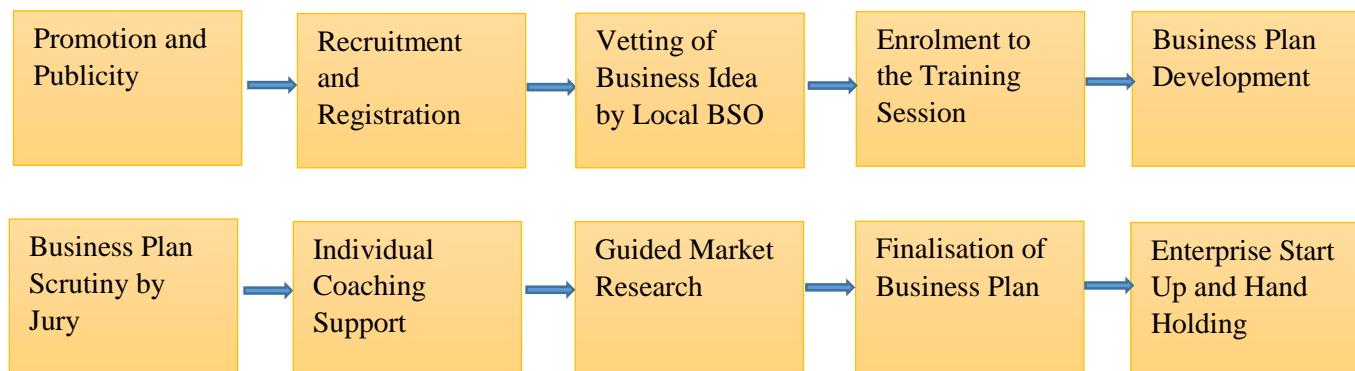 Promotion and
Publicity
Recruitment
and
Registration
Vetting of
Business Idea
by Local BSO
Enrolment to
the Training
Session
Business Plan
Development
Business Plan
Scrutiny by
Jury
Individual
Coaching
Support
Guided Market
Research
Finalisation of
Business Plan
Enterprise Start
Up and Hand
Holding